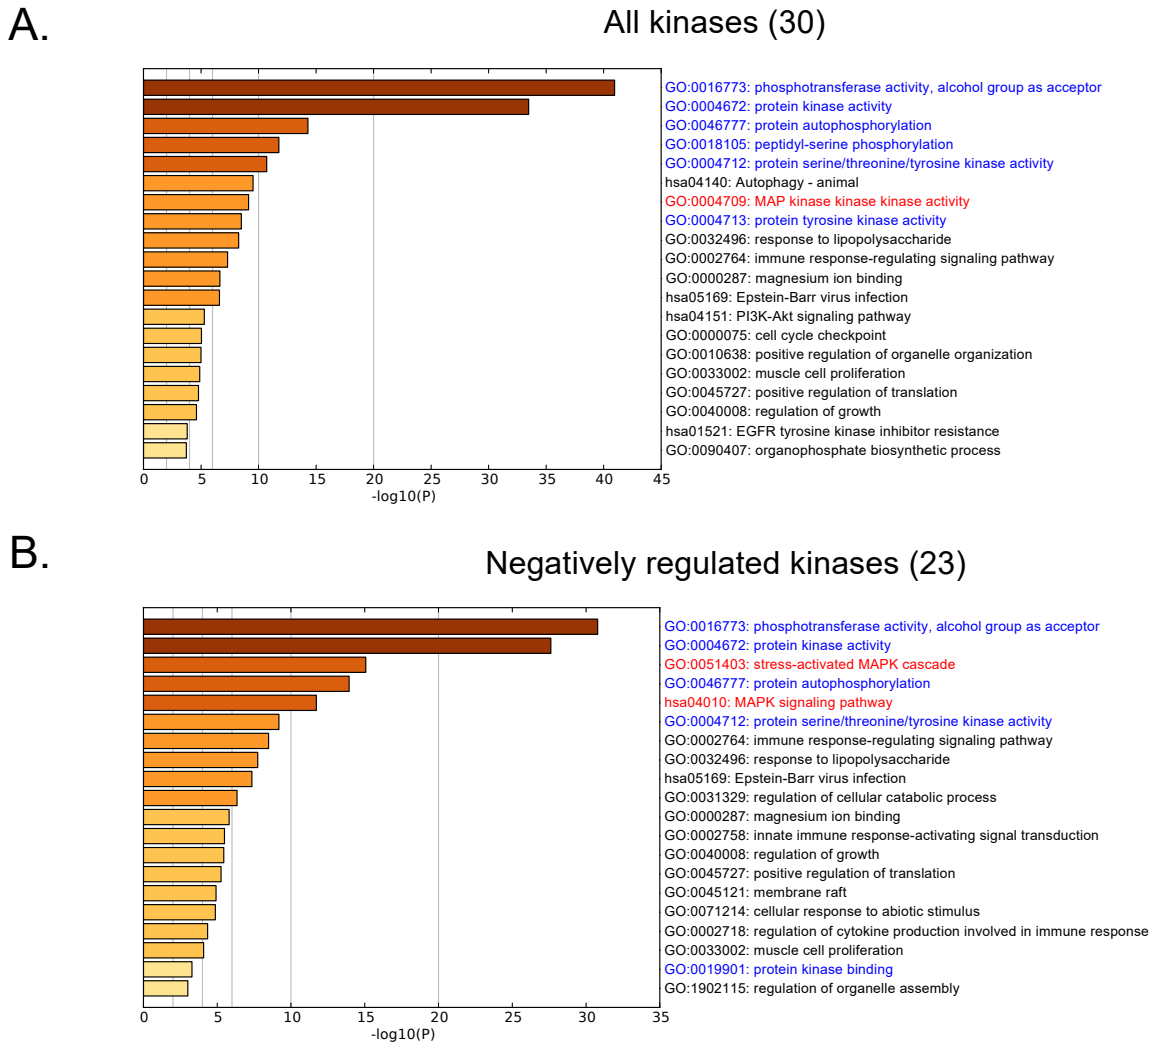 A.
All kinases (30)
GO:0016773: phosphotransferase activity, alcohol group as acceptor
GO:0004672: protein kinase activity
GO:0046777: protein autophosphorylation
GO:0018105: peptidyl-serine phosphorylation
GO:0004712: protein serine/threonine/tyrosine kinase activity
hsa04140: Autophagy - animal
GO:0004709: MAP kinase kinase kinase activity
GO:0004713: protein tyrosine kinase activity
GO:0032496: response to lipopolysaccharide
GO:0002764: immune response-regulating signaling pathway
GO:0000287: magnesium ion binding
hsa05169: Epstein-Barr virus infection
hsa04151: PI3K-Akt signaling pathway
GO:0000075: cell cycle checkpoint
GO:0010638: positive regulation of organelle organization
GO:0033002: muscle cell proliferation
GO:0045727: positive regulation of translation
GO:0040008: regulation of growth
hsa01521: EGFR tyrosine kinase inhibitor resistance
GO:0090407: organophosphate biosynthetic process
0 5 10 15 20 25 30 35 40 45
-log10(P)
B.
Negatively regulated kinases (23)
GO:0016773: phosphotransferase activity, alcohol group as acceptor
GO:0004672: protein kinase activity
GO:0051403: stress-activated MAPK cascade
GO:0046777: protein autophosphorylation
hsa04010: MAPK signaling pathway
GO:0004712: protein serine/threonine/tyrosine kinase activity
GO:0002764: immune response-regulating signaling pathway
GO:0032496: response to lipopolysaccharide
hsa05169: Epstein-Barr virus infection
GO:0031329: regulation of cellular catabolic process
GO:0000287: magnesium ion binding
GO:0002758: innate immune response-activating signal transduction
GO:0040008: regulation of growth
GO:0045727: positive regulation of translation
GO:0045121: membrane raft
GO:0071214: cellular response to abiotic stimulus
GO:0002718: regulation of cytokine production involved in immune response
GO:0033002: muscle cell proliferation
GO:0019901: protein kinase binding
GO:1902115: regulation of organelle assembly
0 5 10 15 20 25 30 35
-log10(P)